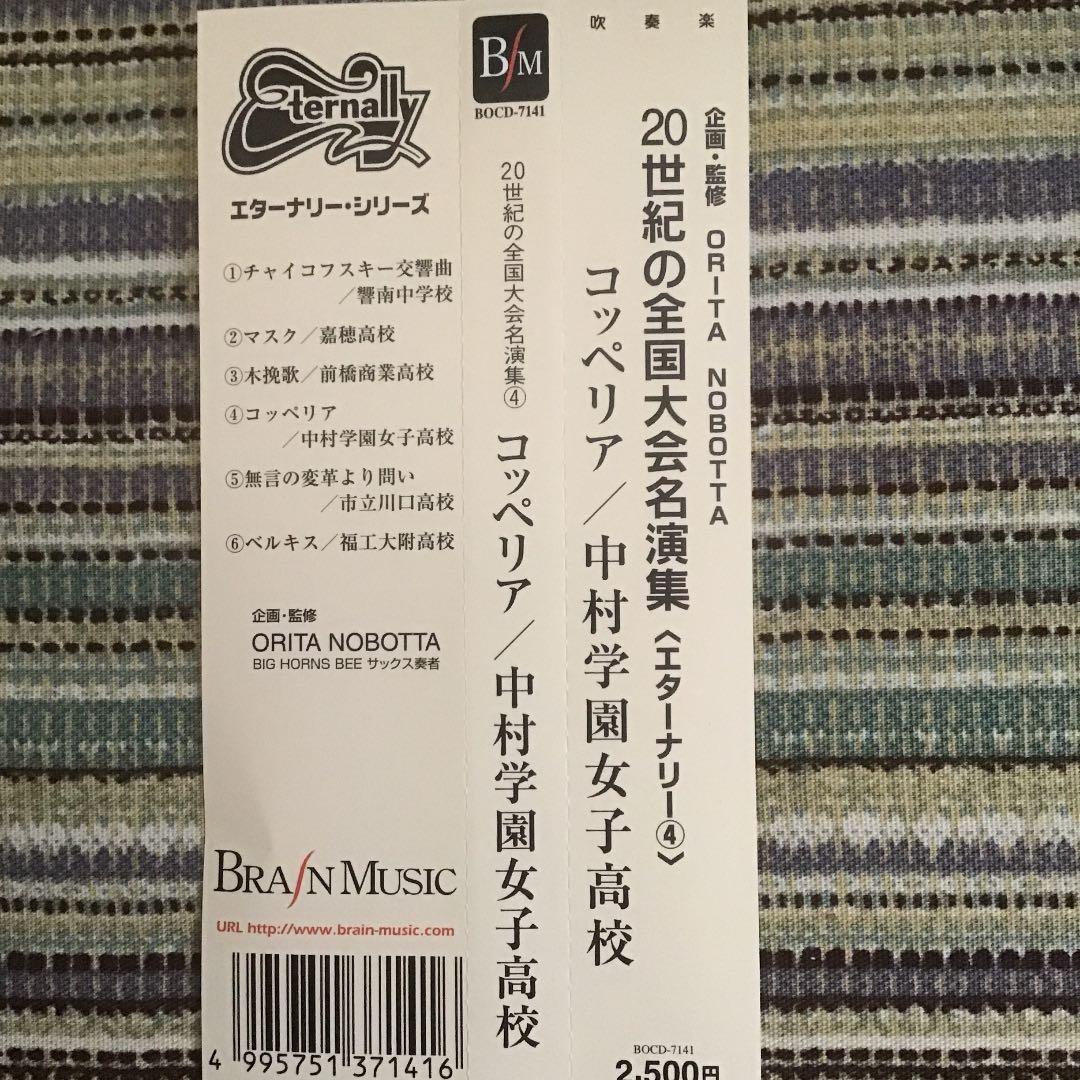 Eternally
エターナリー・シリーズ
①チャイコフスキー交響曲
／響南中学校
②マスク／嘉穂高校
③木挽歌／前橋商業高校
④コッペリア
／中村学園女子高校
⑤無言の変革より問い
／市立川口高校
⑥ベルキス／福工大附高校
企画・監修
ORITA NOBOTTA
BIG HORNS BEE サックス奏者
BRAIN MUSIC
URL http://www.brain-music.com
4 995751 371416
BfM
BOCD-7141
20世紀の全国大会名演集④
コッペリア／中村学園女子高校
吹奏楽
企画・監修 ORITA NOBOTTA
20世紀の全国大会名演集〈エターナリー④〉
コッペリア／中村学園女子高校
BOCD-7141
2,500円